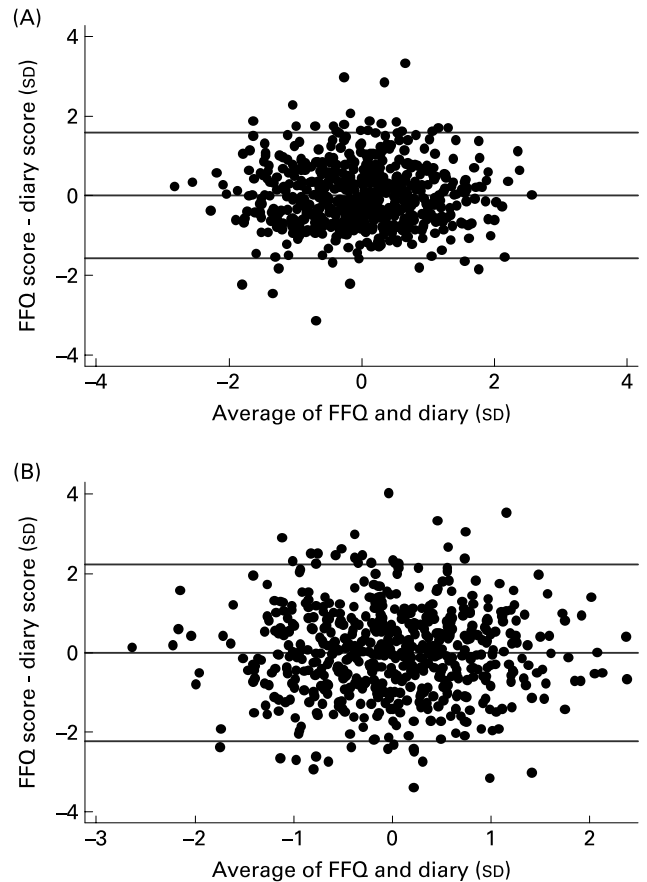 (A)
4
2
0
−2
−4
FFQ score - diary score (SD)
−4 −2 0 2 4
Average of FFQ and diary (SD)
(B)
4
2
0
−2
−4
FFQ score - diary score (SD)
−3 −2 −1 0 1 2
Average of FFQ and diary (SD)